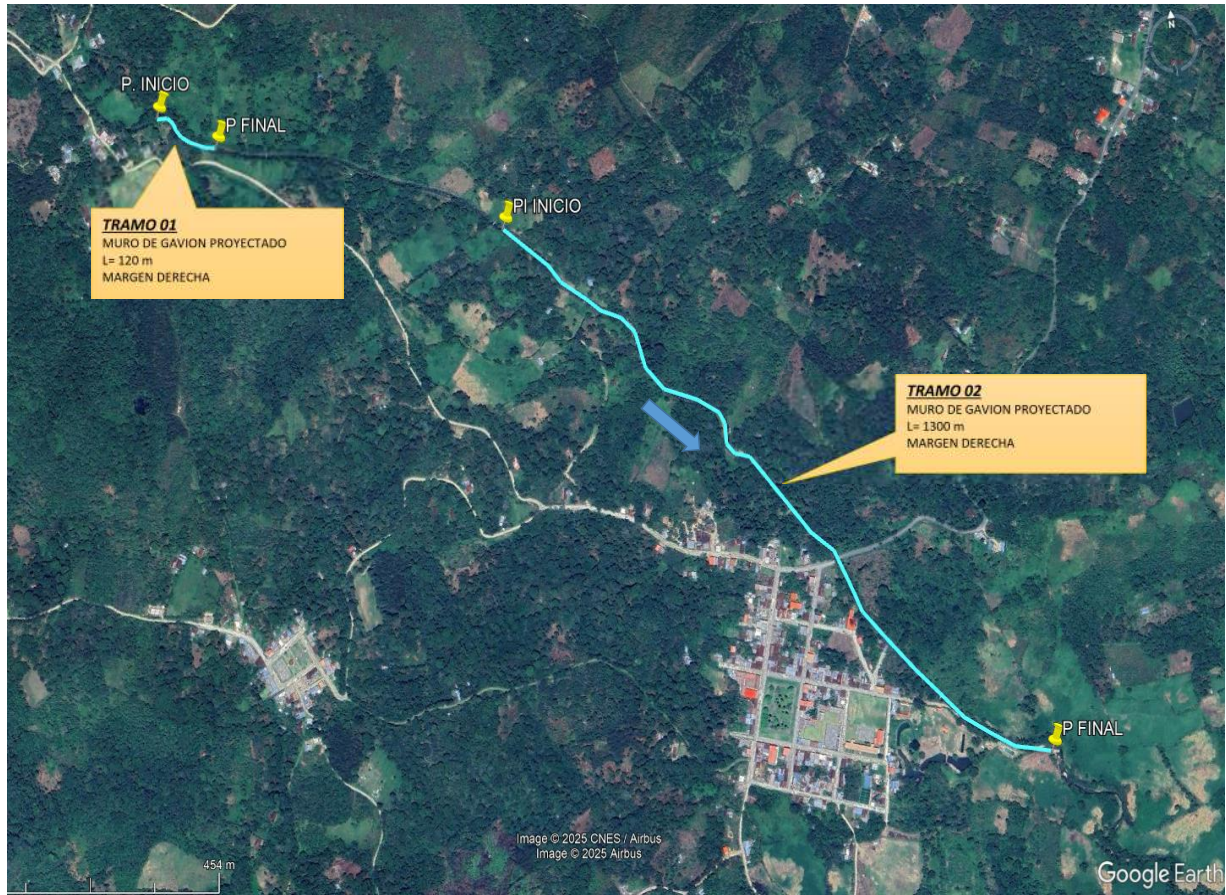 P. INICIO
P FINAL
TRAMO 01
MURO DE GAVION PROYECTADO
L= 120 m
MARGEN DERECHA
PI INICIO
TRAMO 02
MURO DE GAVION PROYECTADO
L= 1300 m
MARGEN DERECHA
P FINAL
N
454 m
Image © 2025 CNES / Airbus
Image © 2025 Airbus
Google Earth